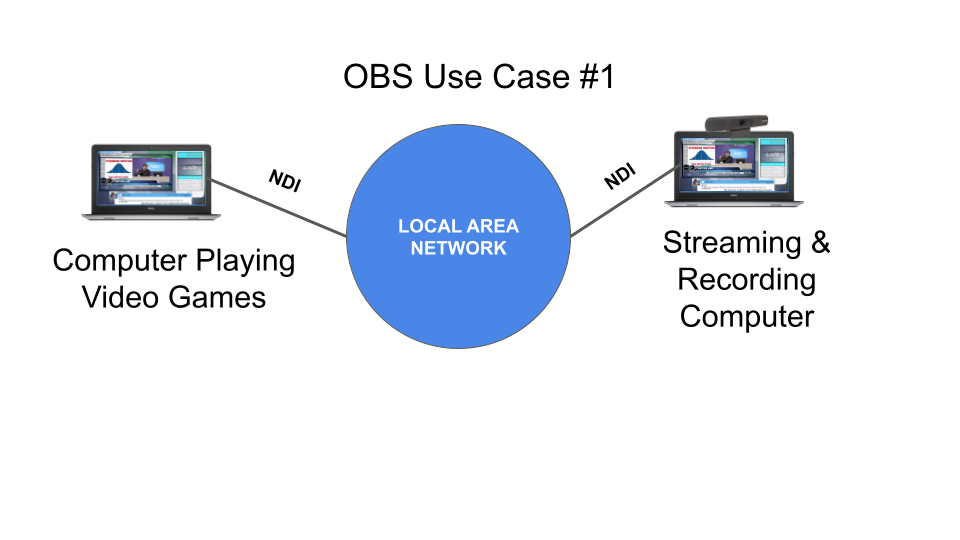 OBS Use Case #1
NDI
NDI
LOCAL AREA
NETWORK
Computer Playing
Video Games
Streaming &
Recording
Computer